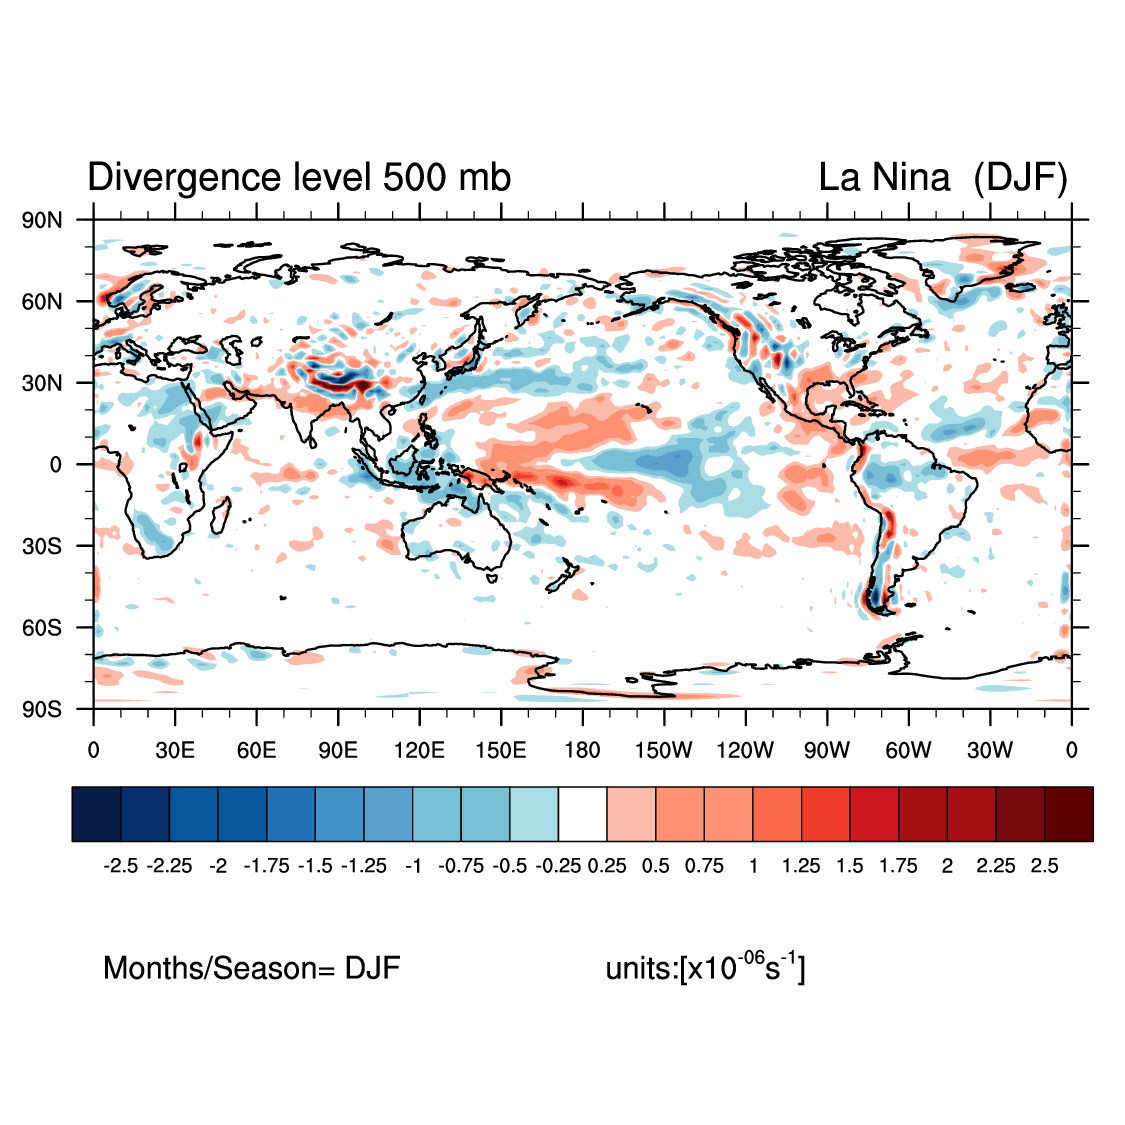 Divergence level 500 mb La Nina (DJF)
90N
60N
30N
0
30S
60S
90S
0 30E 60E 90E 120E 150E 180 150W 120W 90W 60W 30W 0
-2.5 -2.25 -2 -1.75 -1.5 -1.25 -1 -0.75 -0.5 -0.25 0.25 0.5 0.75 1 1.25 1.5 1.75 2 2.25 2.5
Months/Season= DJF units:[x10⁻⁰⁶s⁻¹]